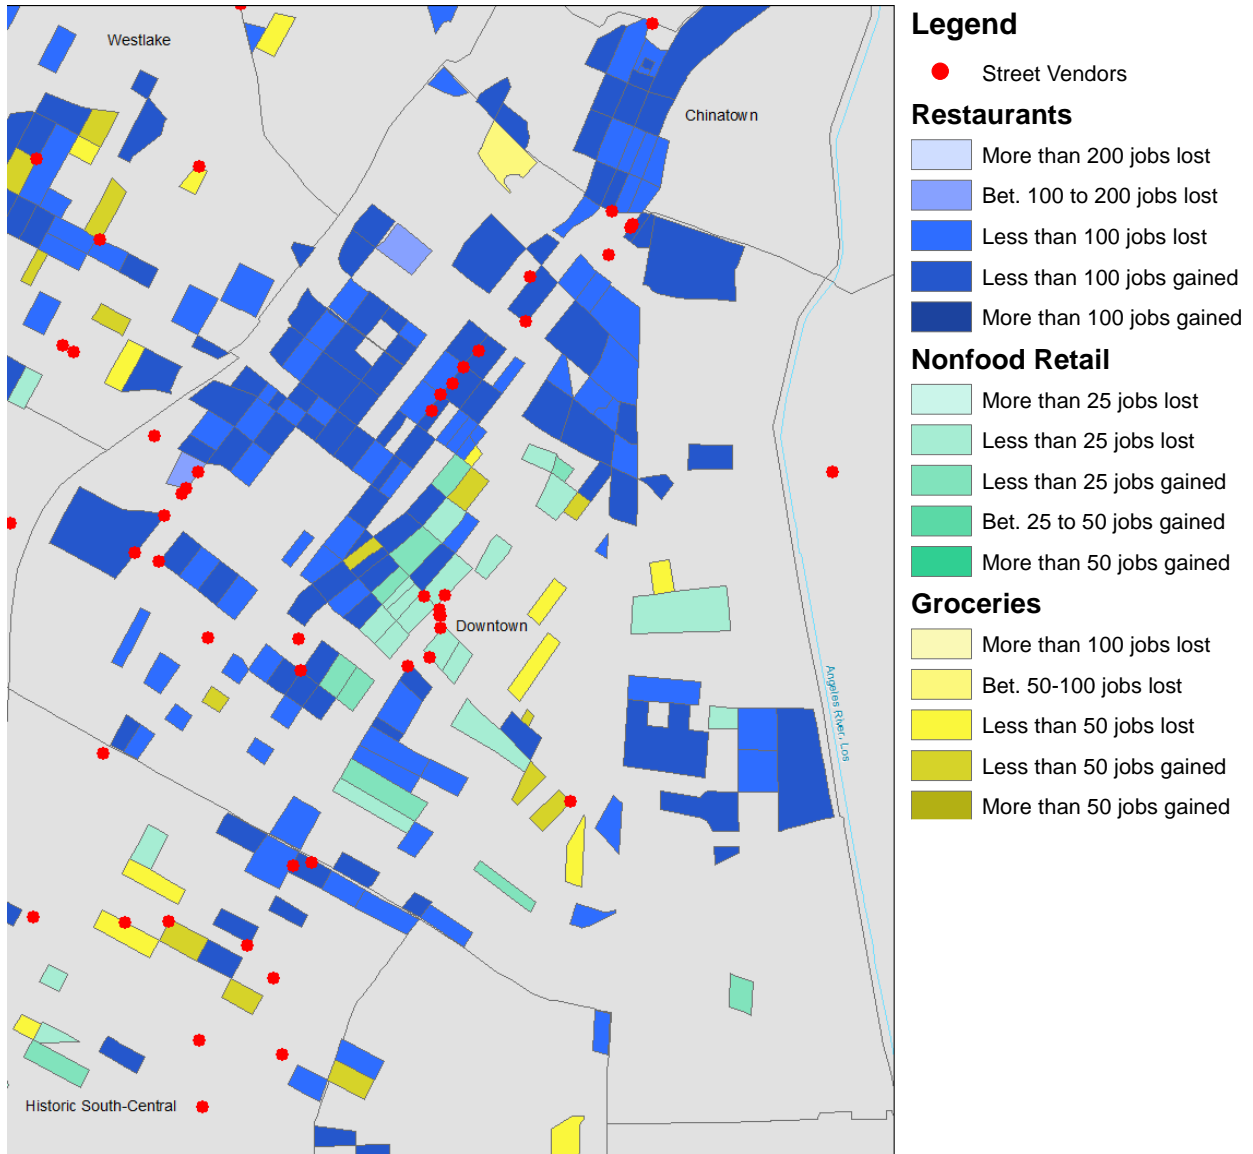 Westlake
Chinatown
Downtown
Angeles River, Los
Historic South-Central
Legend
Street Vendors
Restaurants
More than 200 jobs lost
Bet. 100 to 200 jobs lost
Less than 100 jobs lost
Less than 100 jobs gained
More than 100 jobs gained
Nonfood Retail
More than 25 jobs lost
Less than 25 jobs lost
Less than 25 jobs gained
Bet. 25 to 50 jobs gained
More than 50 jobs gained
Groceries
More than 100 jobs lost
Bet. 50-100 jobs lost
Less than 50 jobs lost
Less than 50 jobs gained
More than 50 jobs gained